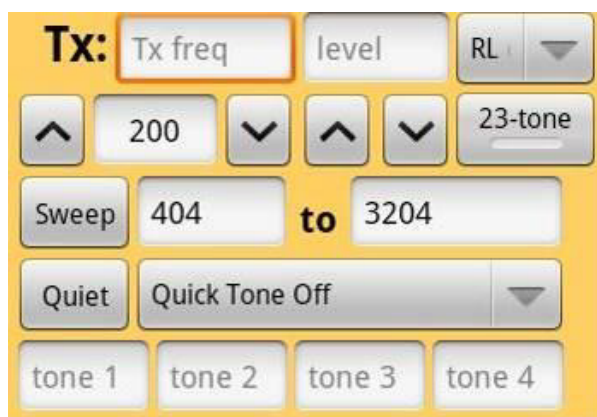 Tx: Tx freq level RL
200 23-tone
Sweep 404 to 3204
Quiet Quick Tone Off
tone 1 tone 2 tone 3 tone 4